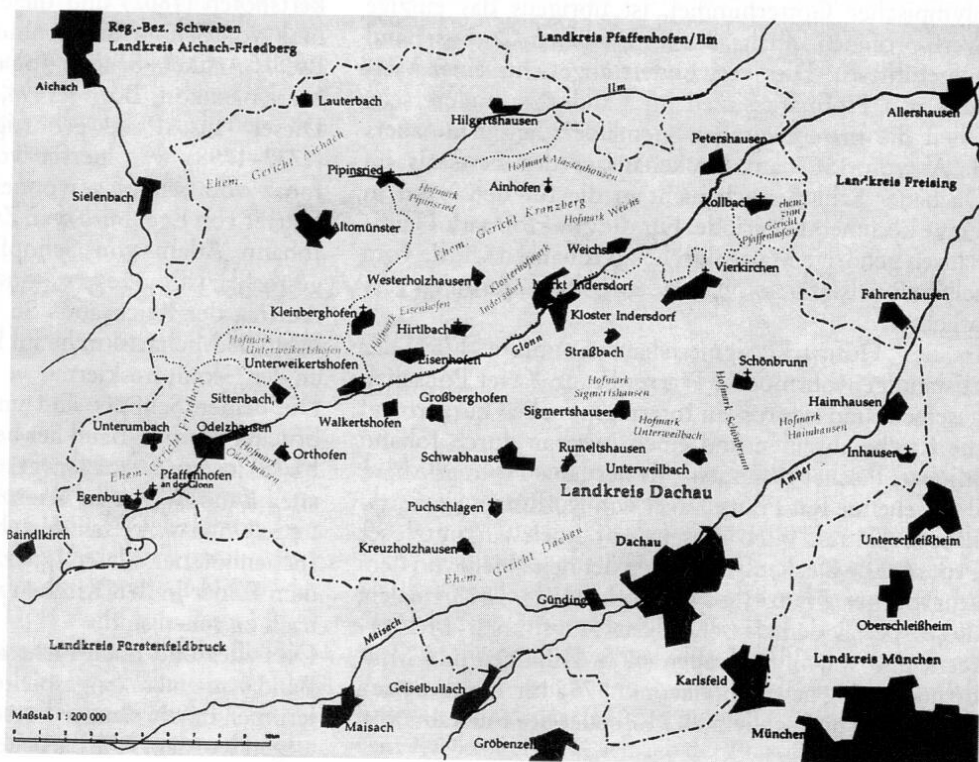 Reg.-Bez. Schwaben
Landkreis Aichach-Friedberg
Aichach
Landkreis Pfaffenhofen/Ilm
Ilm
Lauterbach
Hilgertshausen
Allershausen
Petershausen
Ehem. Gericht Aichach
Pipinsried
Hofmark
Pipinsried
Hofmark Massenhausen
Ainhofen
Landkreis Freising
Sielenbach
Kollbach
ehem.
zum
Gericht
Pfaffenhofen
Altomünster
Ehem. Gericht Kranzberg
Hofmark Weichs
Weichs
Vierkirchen
Westerholzhausen
Klosterhofmark
Indersdorf
Markt Indersdorf
Fahrenzhausen
Kleinberghofen
Hofmark Eisenhofen
Hirtlbach
Kloster Indersdorf
Glonn
Straßbach
Hofmark
Unterweikertshofen
Unterweikertshofen
Eisenhofen
Schönbrunn
Sittenbach
Großberghofen
Hofmark
Sigmertshausen
Sigmertshausen
Hofmark Schönbrunn
Haimhausen
Hofmark
Haimhausen
Unterumbach
Odelzhausen
Walkertshofen
Hofmark
Unterweilbach
Ehem. Gericht Friedberg
Hofmark
Odelzhausen
Orthofen
Schwabhausen
Rumeltshausen
Unterweilbach
Inhausen
Pfaffenhofen
an der Glonn
Egenburg
Landkreis Dachau
Amper
Puchschlagen
Baindlkirch
Kreuzholzhausen
Ehem. Gericht Dachau
Dachau
Unterschleißheim
Günding
Oberschleißheim
Maisach
Landkreis Fürstenfeldbruck
Landkreis München
Geiselbullach
Karlsfeld
Maßstab 1 : 200 000
Maisach
München
Gröbenzell